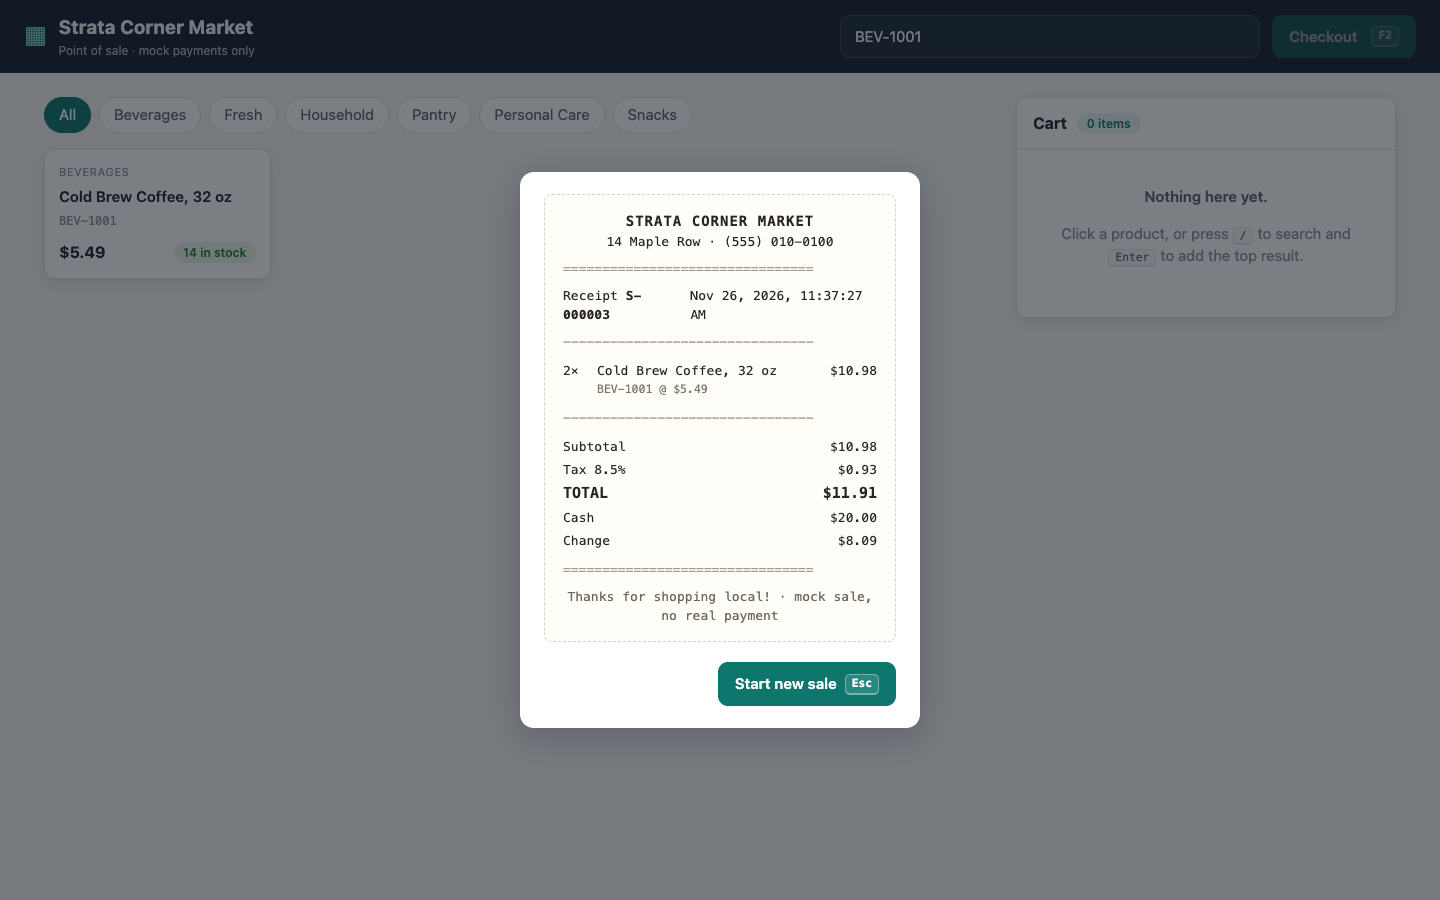 Strata Corner Market
Point of sale · mock payments only
BEV-1001
Checkout F2
All
Beverages
Fresh
Household
Pantry
Personal Care
Snacks
BEVERAGES
Cold Brew Coffee, 32 oz
BEV-1001
$5.49
14 in stock
Cart 0 items
Nothing here yet.
Click a product, or press / to search and
Enter to add the top result.
STRATA CORNER MARKET
14 Maple Row · (555) 010-0100
================================
Receipt S-
000003
Nov 26, 2026, 11:37:27
AM
--------------------------------
2× Cold Brew Coffee, 32 oz $10.98
BEV-1001 @ $5.49
--------------------------------
Subtotal $10.98
Tax 8.5% $0.93
TOTAL $11.91
Cash $20.00
Change $8.09
================================
Thanks for shopping local! · mock sale,
no real payment
Start new sale Esc